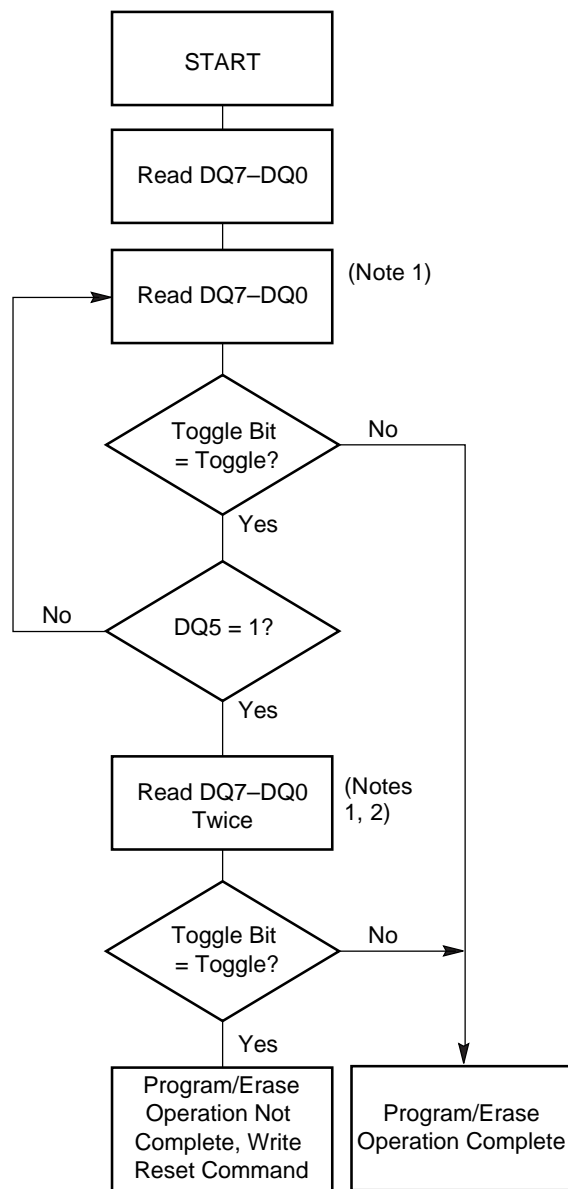 START
Read DQ7–DQ0
Read DQ7–DQ0
(Note 1)
Toggle Bit
= Toggle?
No
Yes
DQ5 = 1?
No
Yes
Read DQ7–DQ0
Twice
(Notes
1, 2)
Toggle Bit
= Toggle?
No
Yes
Program/Erase
Operation Not
Complete, Write
Reset Command
Program/Erase
Operation Complete